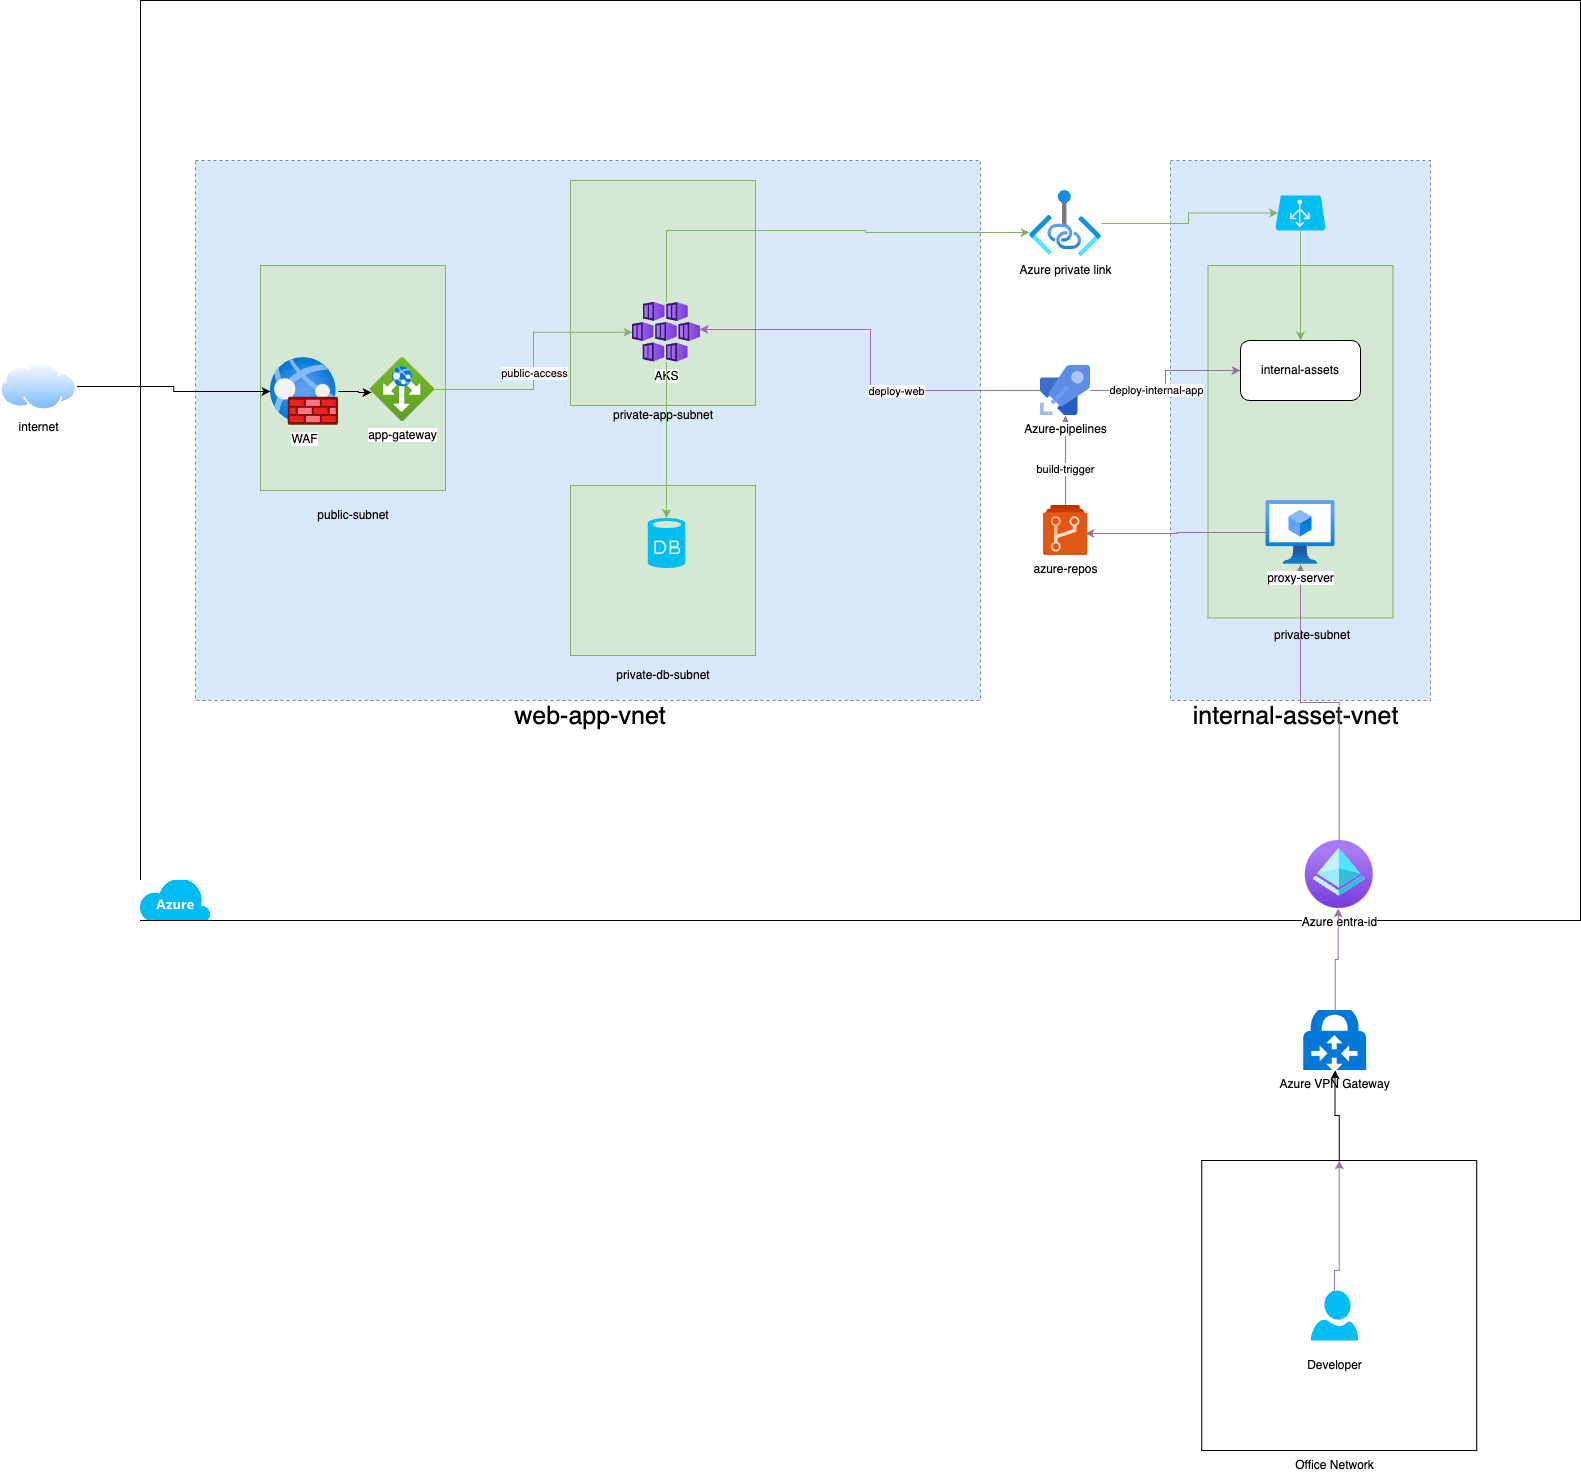 Azure private link
internal-assets
public-access
AKS
deploy-web
deploy-internal-app
private-app-subnet
Azure-pipelines
internet
WAF
app-gateway
build-trigger
public-subnet
DB
azure-repos
proxy-server
private-subnet
private-db-subnet
web-app-vnet
internal-asset-vnet
Azure
Azure entra-id
Azure VPN Gateway
Developer
Office Network